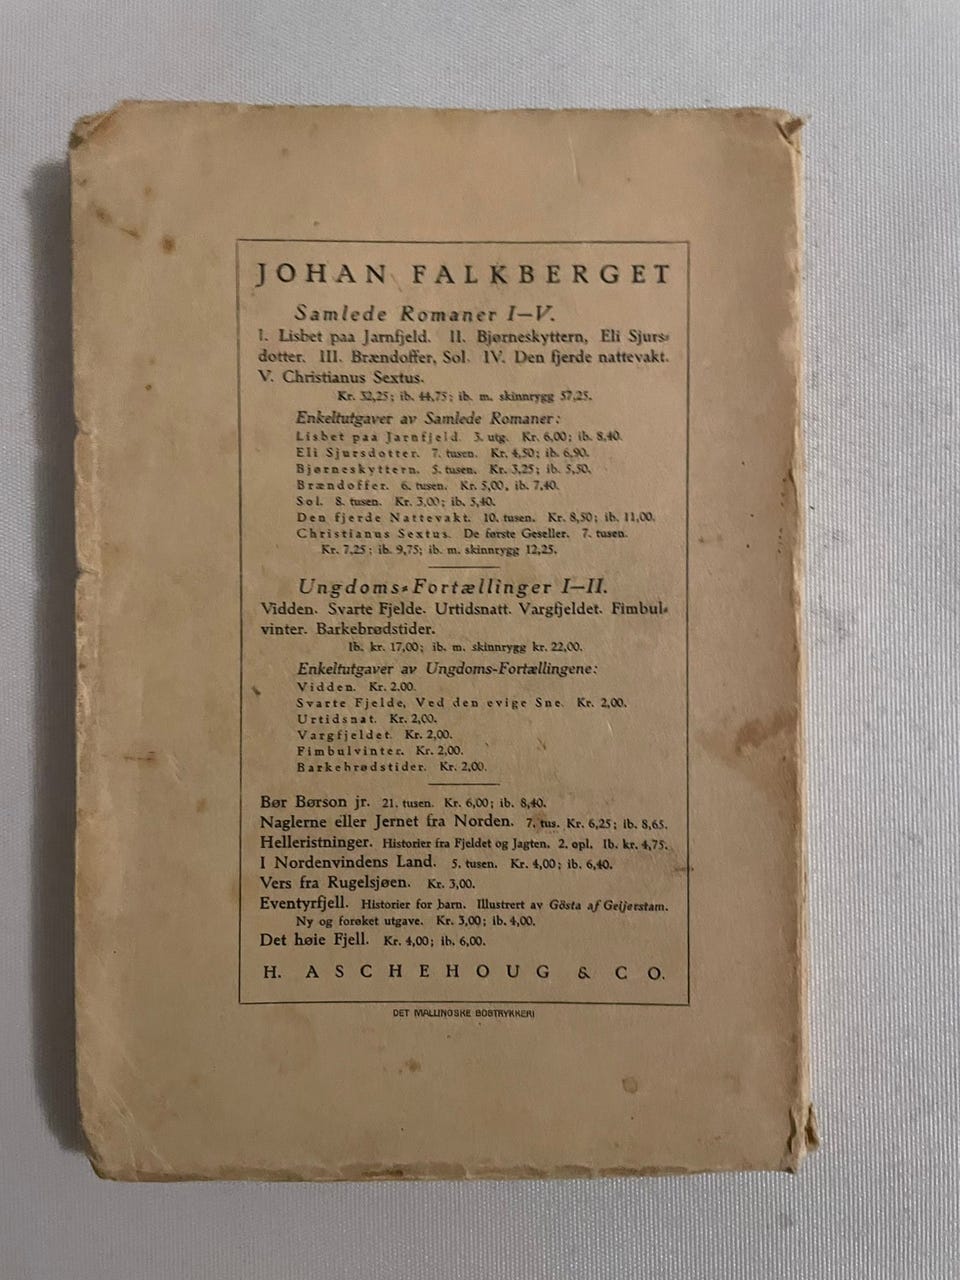 JOHAN FALKBERGET
Samlede Romaner I—V.
I. Lisbet paa Jarnfjeld. II. Bjørneskyttern, Eli Sjurs-
dotter. III. Brændoffer, Sol. IV. Den fjerde nattevakt.
V. Christianus Sextus.
Kr. 32,25; ib. 44,75; ib. m. skinnrygg 57,25.
Enkeltutgaver av Samlede Romaner:
Lisbet paa Jarnfjeld. 3. utg. Kr. 6,00; ib. 8,40.
Eli Sjursdotter. 7. tusen. Kr. 4,50; ib. 6,90.
Bjørneskyttern. 5. tusen. Kr. 3,25; ib. 5,50.
Brændoffer. 6. tusen. Kr. 5,00, ib. 7,40.
Sol. 8. tusen. Kr. 3,00; ib. 5,40.
Den fjerde Nattevakt. 10. tusen. Kr. 8,50; ib. 11,00.
Christianus Sextus. De første Geseller. 7. tusen.
Kr. 7,25; ib. 9,75; ib. m. skinnrygg 12,25.
Ungdoms-Fortællinger I—II.
Vidden. Svarte Fjelde. Urtidsnatt. Vargfjeldet. Fimbul-
vinter. Barkebrødstider.
Ib. kr. 17,00; ib. m. skinnrygg kr. 22,00.
Enkeltutgaver av Ungdoms-Fortællingene:
Vidden. Kr. 2.00.
Svarte Fjelde, Ved den evige Sne. Kr. 2,00.
Urtidsnat. Kr. 2,00.
Vargfjeldet. Kr. 2,00.
Fimbulvinter. Kr. 2,00.
Barkebrødstider. Kr. 2,00.
Bør Børson jr. 21. tusen. Kr. 6,00; ib. 8,40.
Naglerne eller Jernet fra Norden. 7. tus. Kr. 6,25; ib. 8,65.
Helleristninger. Historier fra Fjeldet og Jagten. 2. opl. Ib. kr. 4,75.
I Nordenvindens Land. 5. tusen. Kr. 4,00; ib. 6,40.
Vers fra Rugelsjøen. Kr. 3,00.
Eventyrfjell. Historier for barn. Illustrert av Gösta af Geijerstam.
Ny og forøket utgave. Kr. 3,00; ib. 4,00.
Det høie Fjell. Kr. 4,00; ib. 6,00.
H. ASCHEHOUG & CO.
DET MALLINGSKE BOGTRYKKERI